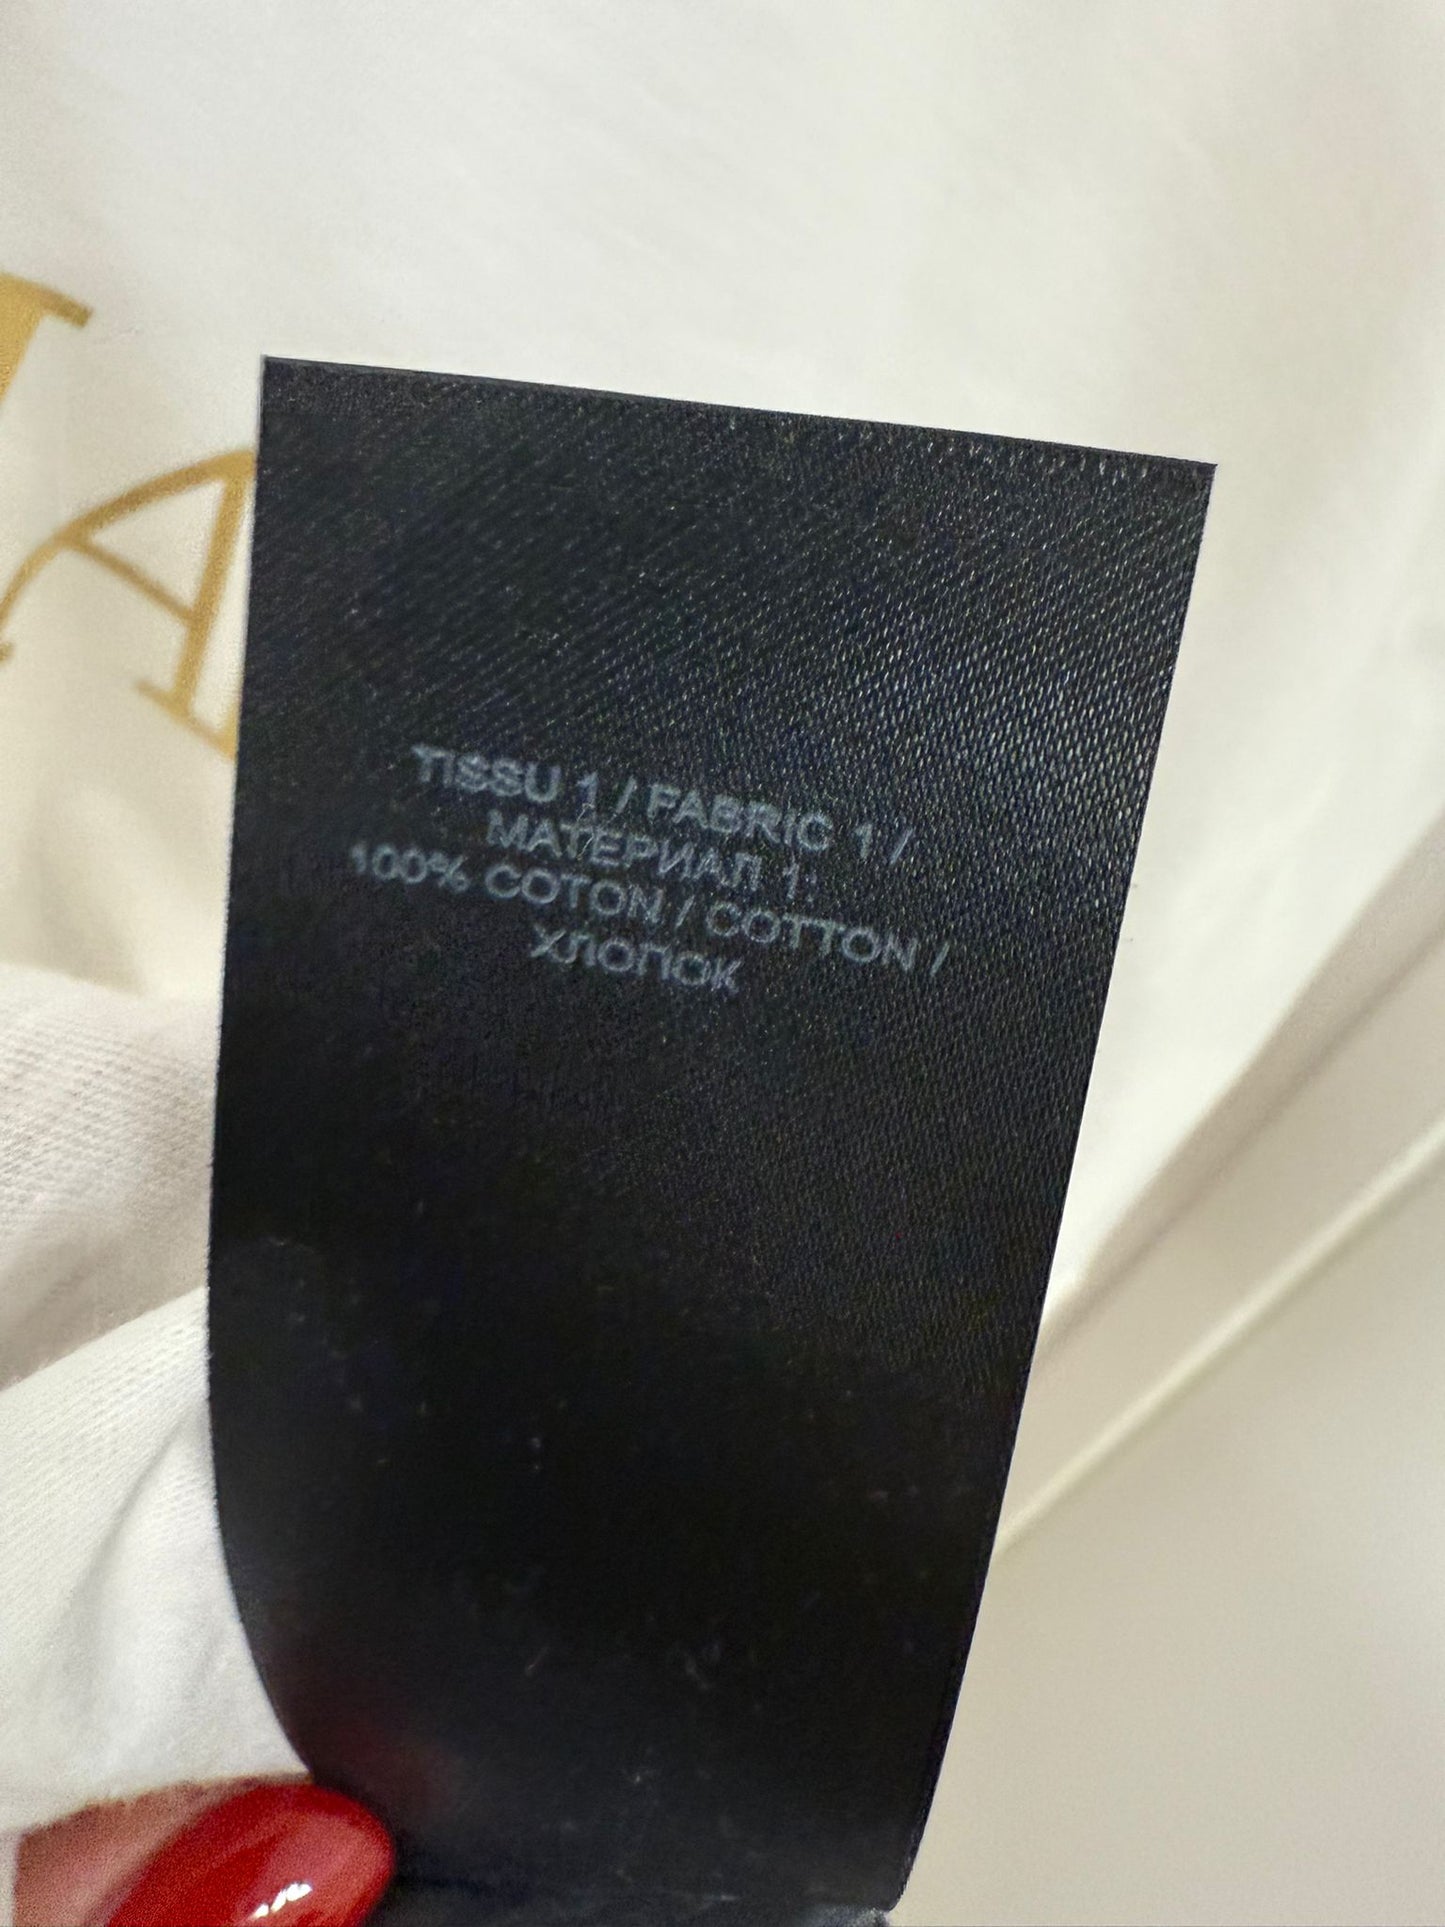 A
TISSU 1 / FABRIC 1 /
МАТЕРИАЛ 1:
100% COTON / COTTON /
ХЛОПОК